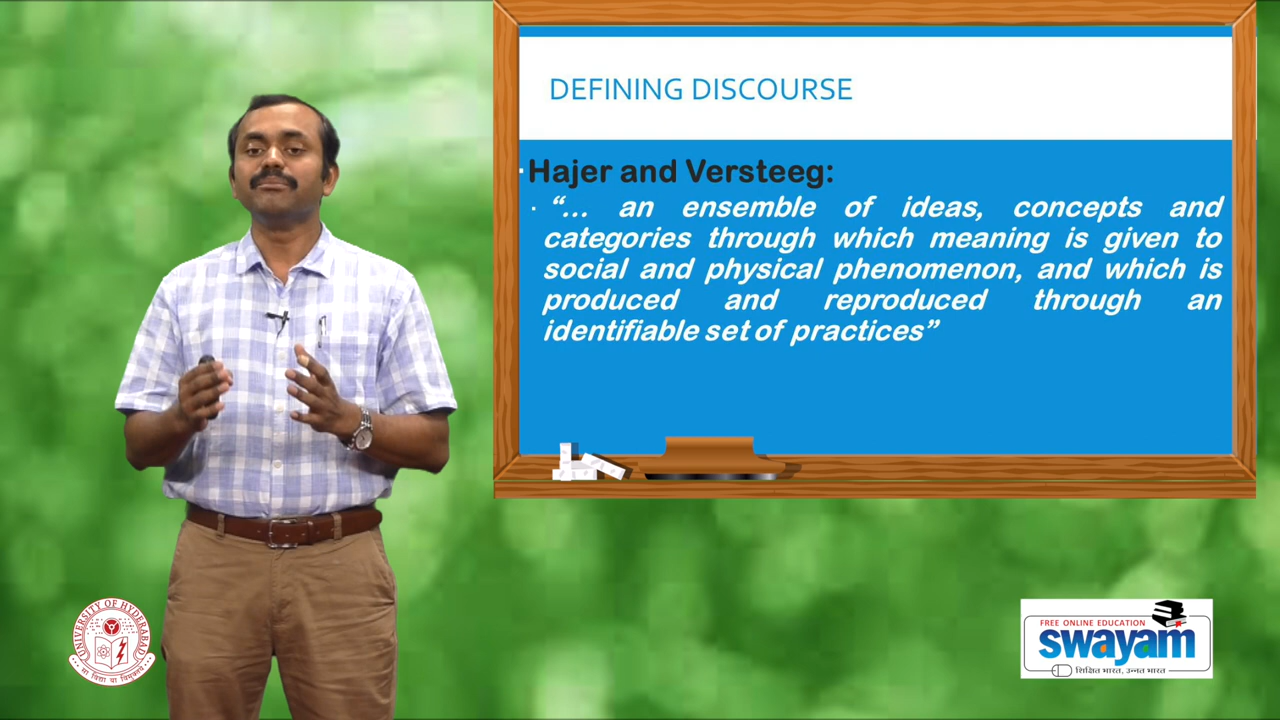 DEFINING DISCOURSE
Hajer and Versteeg:
“... an ensemble of ideas, concepts and
categories through which meaning is given to
social and physical phenomenon, and which is
produced and reproduced through an
identifiable set of practices”
UNIVERSITY OF HYDERABAD
सा विद्या या विमुक्तये
FREE ONLINE EDUCATION
swayam
शिक्षित भारत, उन्नत भारत